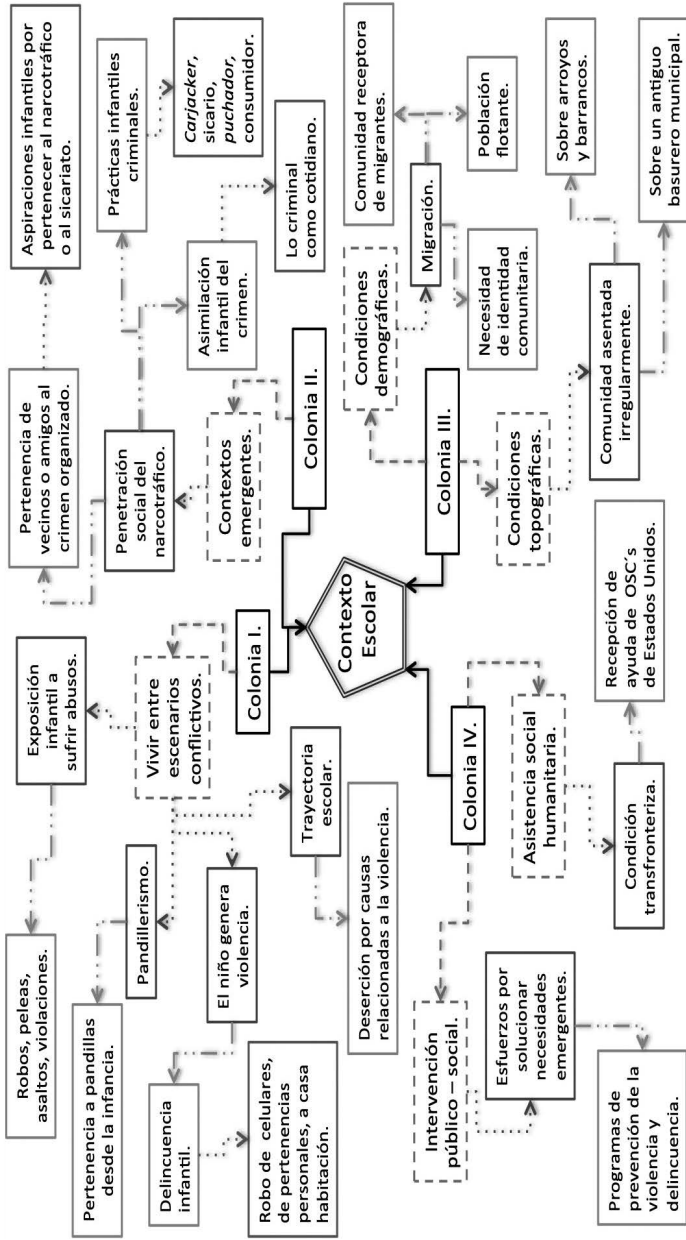 Robos, peleas,
asaltos, violaciones.
Exposición
infantil a
sufrir abusos.
Pertenencia de
vecinos o amigos al
crimen organizado.
Aspiraciones infantiles por
pertenecer al narcotráfico
o al sicariato.
Pertenencia a pandillas
desde la infancia.
Pandillerismo.
Vivir entre
escenarios
conflictivos.
Penetración
social del
narcotráfico.
Prácticas infantiles
criminales.
Carjacker,
sicario,
puchador,
consumidor.
Delincuencia
infantil.
El niño genera
violencia.
Colonia I.
Contextos
emergentes.
Asimilación
infantil del
crimen.
Robo de celulares,
de pertenencias
personales, a casa
habitación.
Trayectoria
escolar.
Colonia II.
Lo criminal
como cotidiano.
Deserción por causas
relacionadas a la violencia.
Contexto
Escolar
Condiciones
demográficas.
Migración.
Comunidad receptora
de migrantes.
Intervención
público – social.
Colonia IV.
Colonia III.
Necesidad
de identidad
comunitaria.
Población
flotante.
Esfuerzos por
solucionar
necesidades
emergentes.
Asistencia social
humanitaria.
Condiciones
topográficas.
Sobre arroyos
y barrancos.
Programas de
prevención de la
violencia y
delincuencia.
Condición
transfronteriza.
Recepción de
ayuda de OSC´s
de Estados Unidos.
Comunidad asentada
irregularmente.
Sobre un antiguo
basurero municipal.